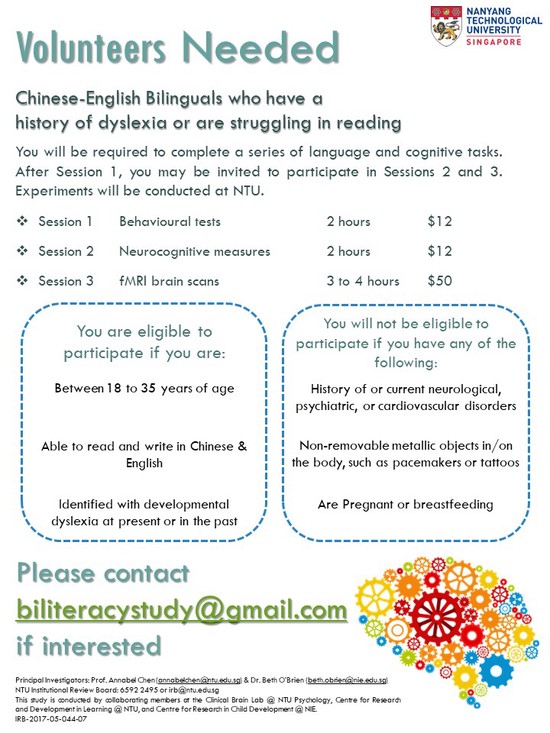 Volunteers Needed
NANYANG
TECHNOLOGICAL
UNIVERSITY
SINGAPORE
Chinese-English Bilinguals who have a
history of dyslexia or are struggling in reading
You will be required to complete a series of language and cognitive tasks.
After Session 1, you may be invited to participate in Sessions 2 and 3.
Experiments will be conducted at NTU.
❖ Session 1 Behavioural tests 2 hours $12
❖ Session 2 Neurocognitive measures 2 hours $12
❖ Session 3 fMRI brain scans 3 to 4 hours $50
You are eligible to
participate if you are:
Between 18 to 35 years of age
Able to read and write in Chinese &
English
Identified with developmental
dyslexia at present or in the past
You will not be eligible to
participate if you have any of the
following:
History of or current neurological,
psychiatric, or cardiovascular disorders
Non-removable metallic objects in/on
the body, such as pacemakers or tattoos
Are Pregnant or breastfeeding
Please contact
biliteracystudy@gmail.com
if interested
Principal Investigators: Prof. Annabel Chen (annabelchen@ntu.edu.sg) & Dr. Beth O'Brien (beth.obrien@nie.edu.sg)
NTU Institutional Review Board: 6592 2495 or irb@ntu.edu.sg
This study is conducted by collaborating members at the Clinical Brain Lab @ NTU Psychology, Centre for Research
and Development in Learning @ NTU, and Centre for Research in Child Development @ NIE.
IRB-2017-05-044-07